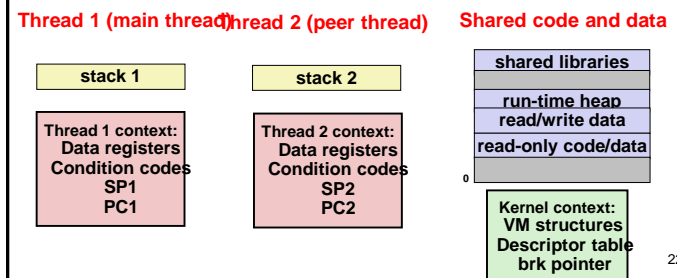 Thread 1 (main thread)
Thread 2 (peer thread)
Shared code and data
stack 1
stack 2
shared libraries
run-time heap
read/write data
read-only code/data
0
Thread 1 context:
Data registers
Condition codes
SP1
PC1
Thread 2 context:
Data registers
Condition codes
SP2
PC2
Kernel context:
VM structures
Descriptor table
brk pointer